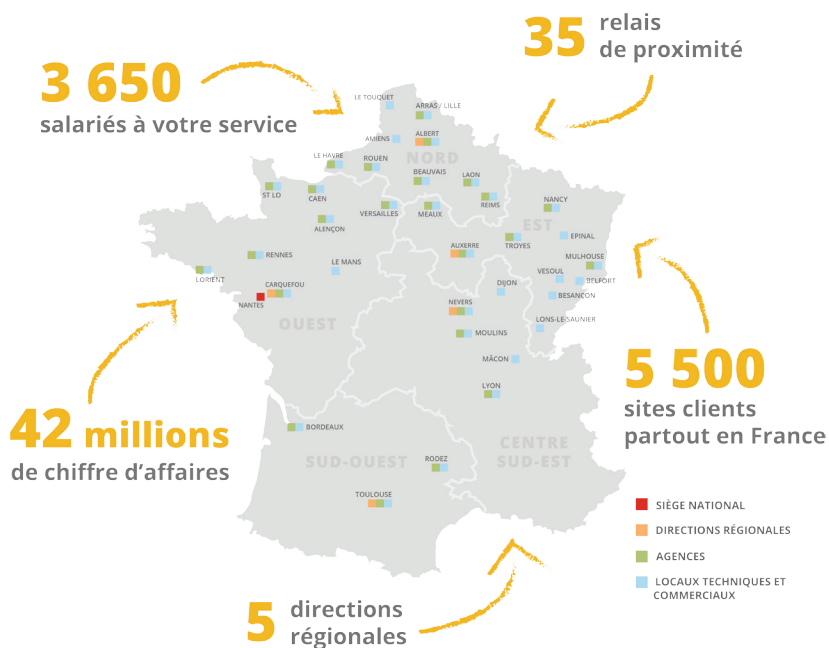 35 relais
de proximité
3 650
salariés à votre service
LE TOUQUET
ARRAS / LILLE
AMIENS
ALBERT
NORD
LE HAVRE
ROUEN
BEAUVAIS
LAON
ST LO
CAEN
VERSAILLES
MEAUX
REIMS
NANCY
ALENÇON
EST
EPINAL
RENNES
AUXERRE
TROYES
MULHOUSE
LE MANS
VESOUL
BELFORT
LORIENT
CARQUEFOU
DIJON
BESANÇON
NANTES
NEVERS
LONS-LE-SAUNIER
OUEST
MOULINS
MÂCON
LYON
5 500
sites clients
partout en France
42 millions
de chiffre d’affaires
BORDEAUX
CENTRE
SUD-EST
SUD-OUEST
RODEZ
TOULOUSE
SIÈGE NATIONAL
DIRECTIONS RÉGIONALES
AGENCES
LOCAUX TECHNIQUES ET
COMMERCIAUX
5 directions
régionales